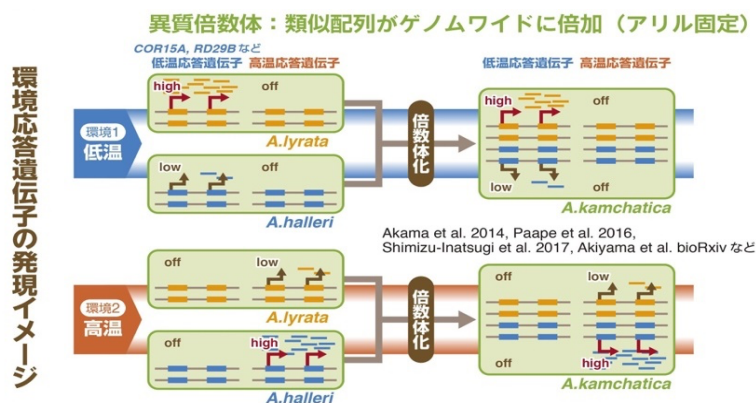 異質倍数体：類似配列がゲノムワイドに倍加（アリル固定）
環境応答遺伝子の発現イメージ
COR15A, RD29Bなど
低温応答遺伝子 高温応答遺伝子
低温応答遺伝子 高温応答遺伝子
環境1
低温
high
off
A.lyrata
low
off
A.halleri
倍数体化
high
off
low
off
A.kamchatica
Akama et al. 2014, Paape et al. 2016,
Shimizu-Inatsugi et al. 2017, Akiyama et al. bioRxiv など
環境2
高温
off
low
A.lyrata
off
high
A.halleri
倍数体化
off
low
off
high
A.kamchatica